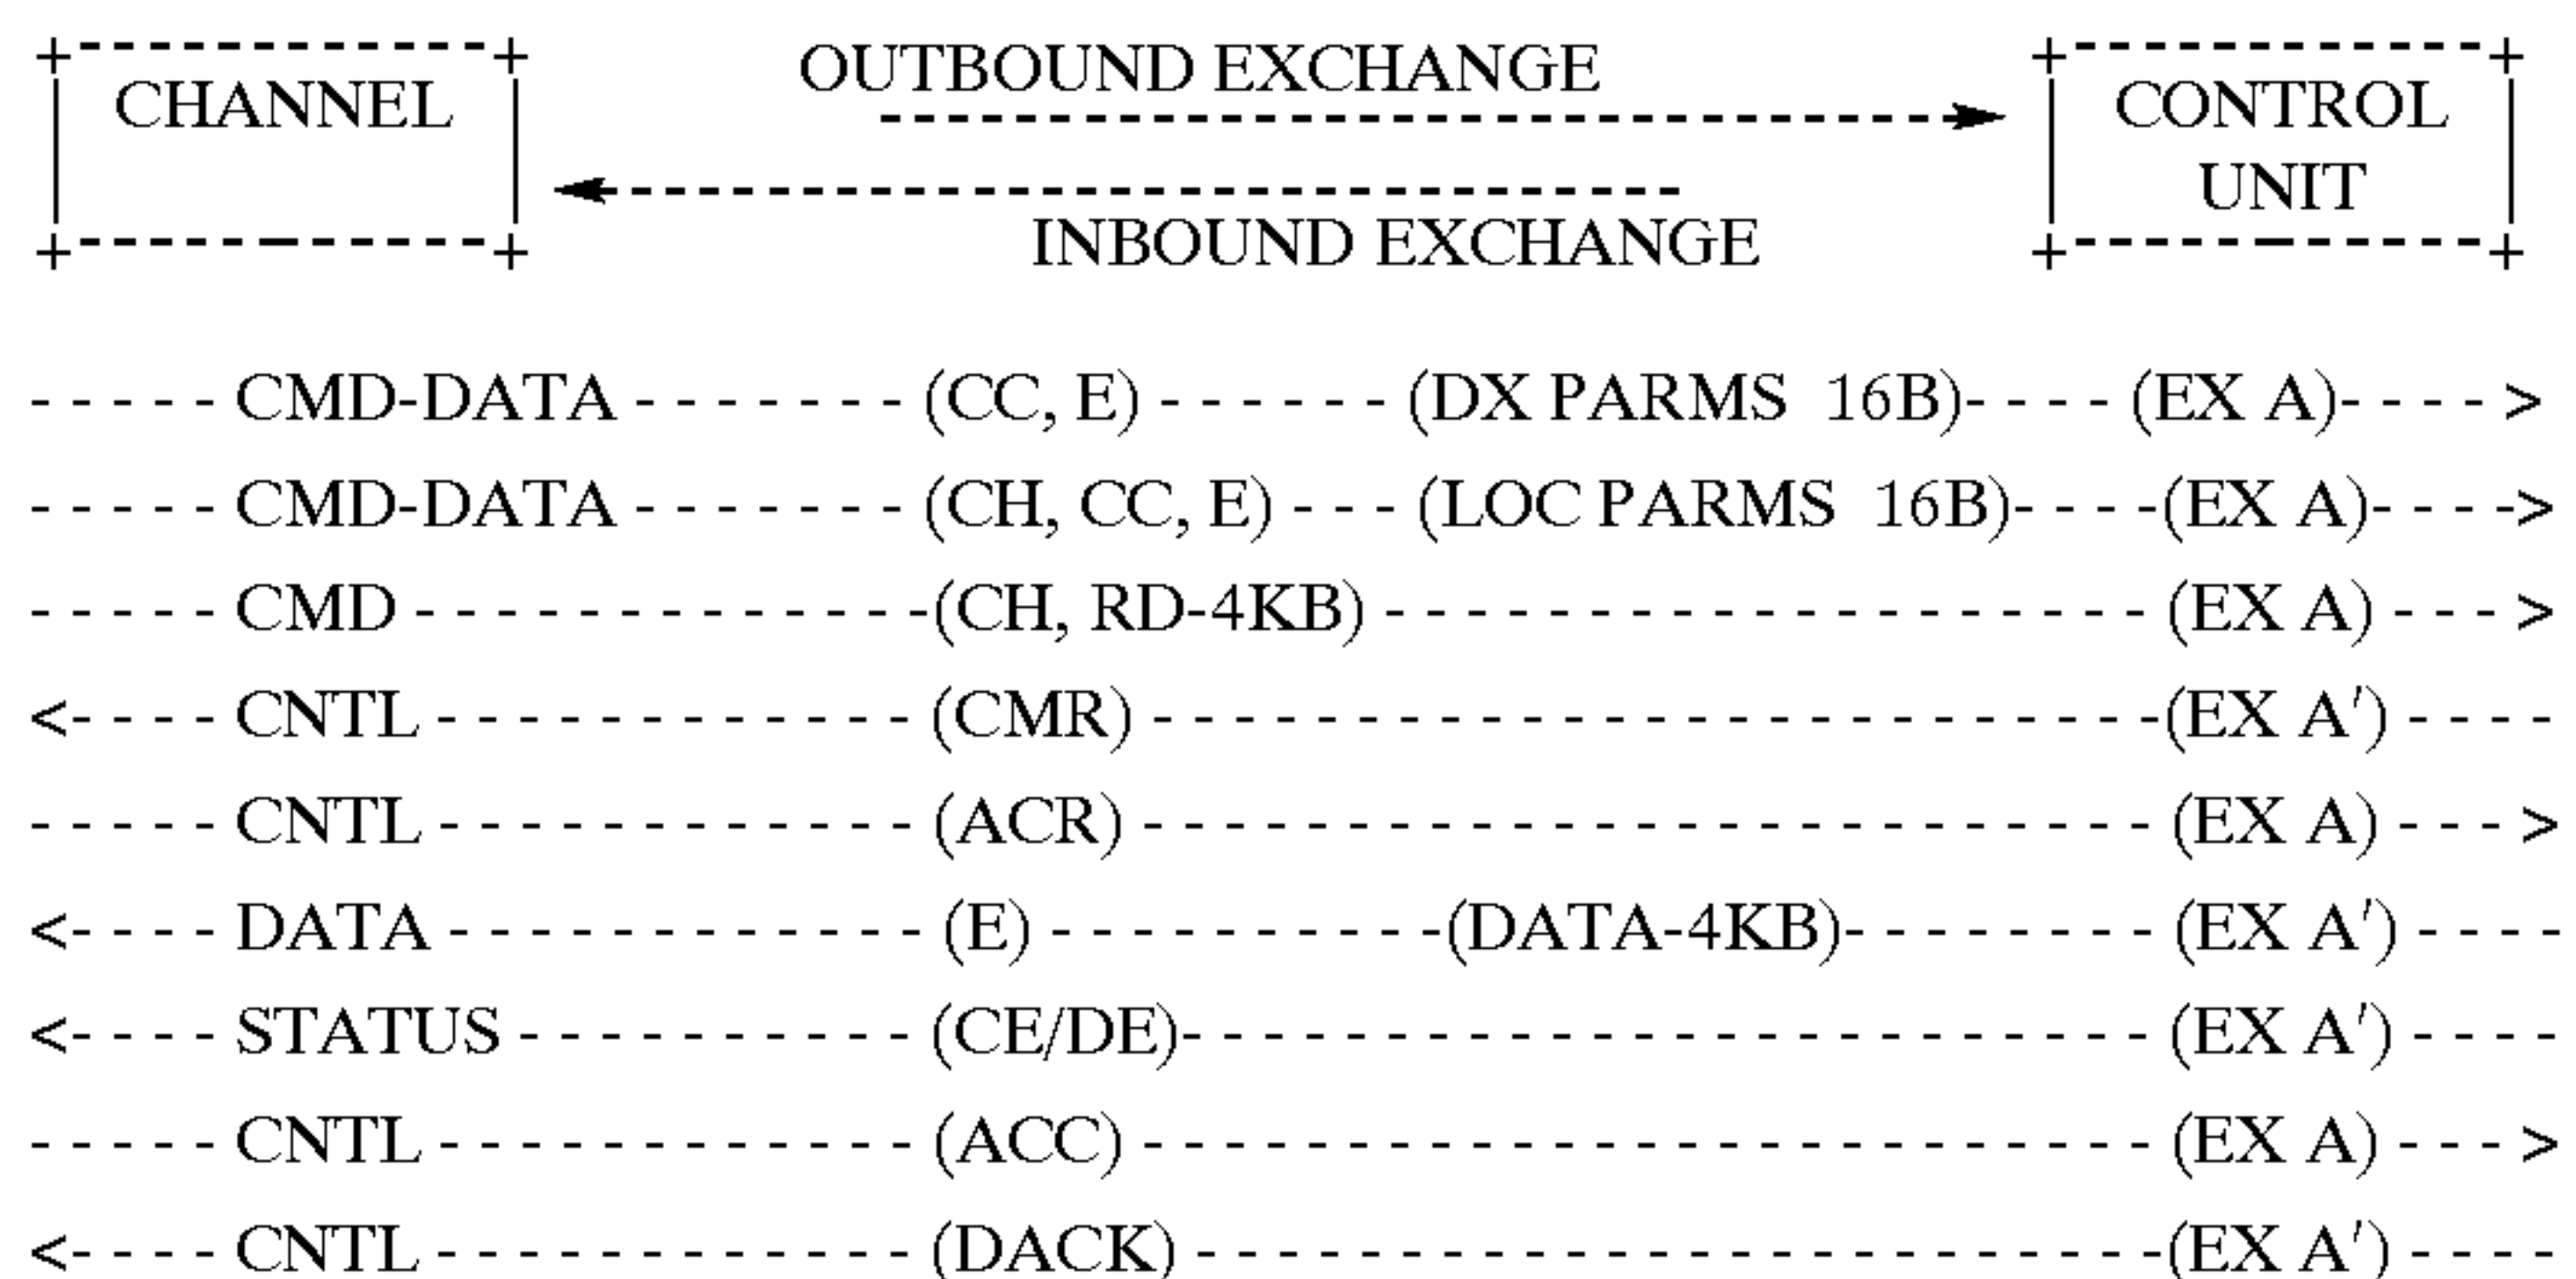 CHANNEL
OUTBOUND EXCHANGE
CONTROL
UNIT
INBOUND EXCHANGE
- - - - - CMD-DATA - - - - - - - (CC, E) - - - - - - (DX PARMS 16B)- - - - (EX A)- - - - >
- - - - - CMD-DATA - - - - - - - (CH, CC, E) - - - (LOC PARMS 16B)- - - -(EX A)- - - ->
- - - - - CMD - - - - - - - - - - - - -(CH, RD-4KB) - - - - - - - - - - - - - - - - - - - (EX A) - - - >
<- - - - CNTL - - - - - - - - - - - - (CMR) - - - - - - - - - - - - - - - - - - - - - - - - -(EX A′) - - - -
- - - - - CNTL - - - - - - - - - - - - (ACR) - - - - - - - - - - - - - - - - - - - - - - - - - (EX A) - - - >
<- - - - DATA - - - - - - - - - - - - (E) - - - - - - - - - -(DATA-4KB)- - - - - - - - (EX A′) - - - -
<- - - - STATUS - - - - - - - - - - (CE/DE)- - - - - - - - - - - - - - - - - - - - - - - - (EX A′) - - - -
- - - - - CNTL - - - - - - - - - - - - (ACC) - - - - - - - - - - - - - - - - - - - - - - - - - (EX A) - - - >
<- - - - CNTL - - - - - - - - - - - - (DACK) - - - - - - - - - - - - - - - - - - - - - - - -(EX A′) - - - -